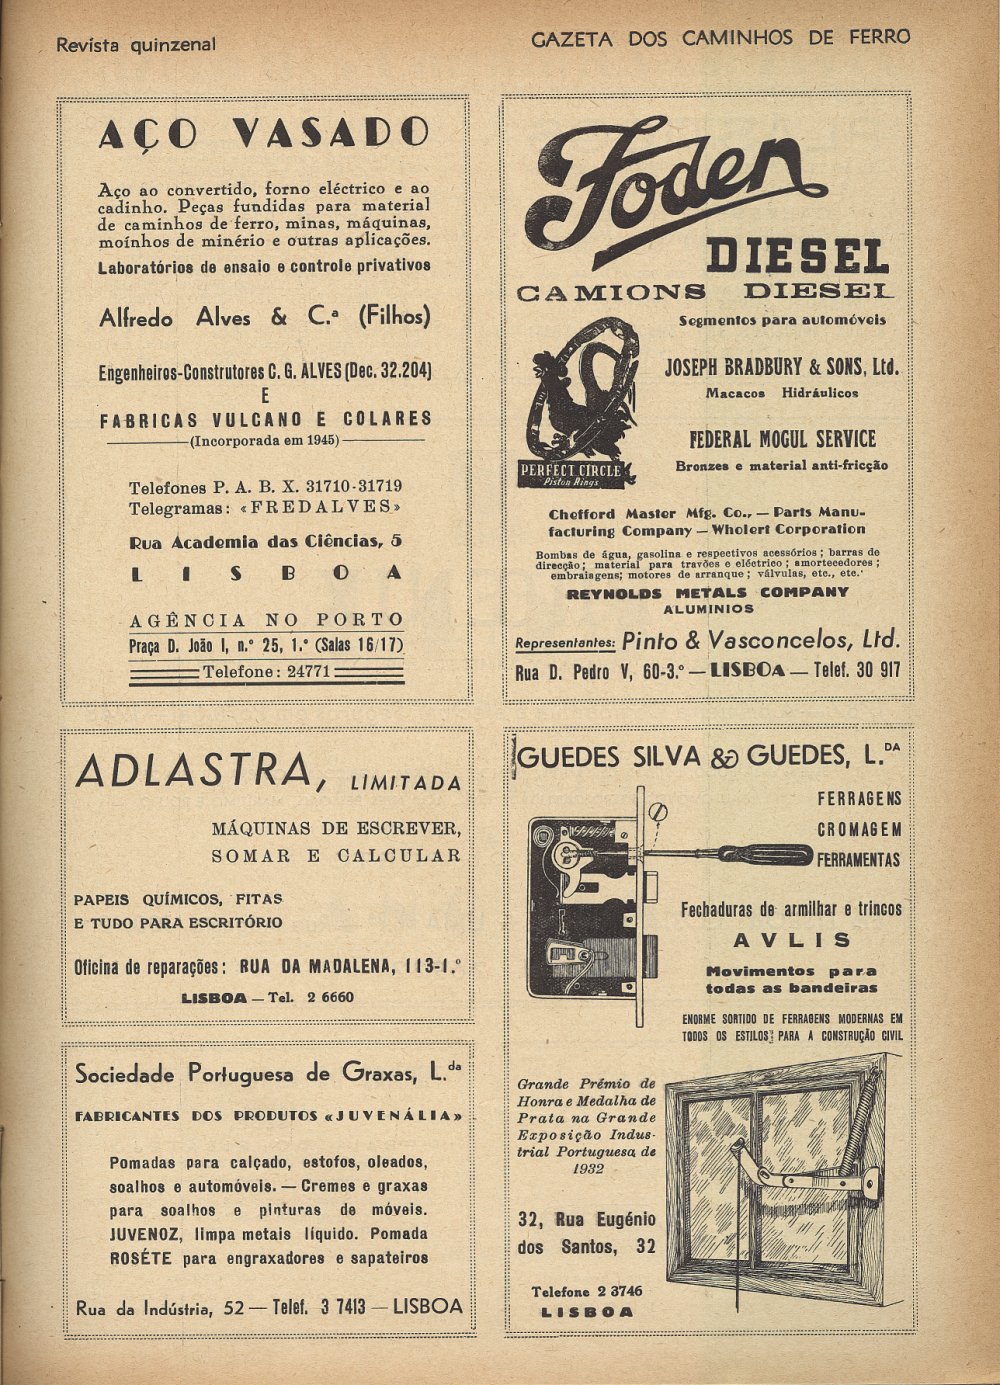 Revista quinzenal
GAZETA DOS CAMINHOS DE FERRO
AÇO VASADO
Aço ao convertido, forno eléctrico e ao
cadinho. Peças fundidas para material
de caminhos de ferro, minas, máquinas,
moínhos de minério e outras aplicações.
Laboratórios de ensaio e controle privativos
Alfredo Alves & C.ª (Filhos)
Engenheiros-Construtores C. G. ALVES (Dec. 32.204)
E
FABRICAS VULCANO E COLARES
(Incorporada em 1945)
Telefones P. A. B. X. 31710-31719
Telegramas: «FREDALVES»
Rua Academia das Ciências, 5
LISBOA
AGÊNCIA NO PORTO
Praça D. João I, n.º 25, 1.º (Salas 16/17)
Telefone: 24771
Foden
DIESEL
CAMIONS DIESEL
Segmentos para automóveis
PERFECT CIRCLE
Piston Rings
JOSEPH BRADBURY & SONS, Ltd.
Macacos Hidráulicos
FEDERAL MOGUL SERVICE
Bronzes e material anti-fricção
Chefford Master Mfg. Co., — Parts Manu-
facturing Company — Wholert Corporation
Bombas de água, gasolina e respectivos acessórios; barras de
direcção; material para travões e eléctrico; amortecedores;
embraiagens; motores de arranque; válvulas, etc., etc.
REYNOLDS METALS COMPANY
ALUMINIOS
Representantes: Pinto & Vasconcelos, Ltd.
Rua D. Pedro V, 60-3.º — LISBOA — Telef. 30 917
ADLASTRA, LIMITADA
MÁQUINAS DE ESCREVER,
SOMAR E CALCULAR
PAPEIS QUÍMICOS, FITAS
E TUDO PARA ESCRITÓRIO
Oficina de reparações: RUA DA MADALENA, 113-1.º
LISBOA — Tel. 2 6660
Sociedade Portuguesa de Graxas, L.da
FABRICANTES DOS PRODUTOS «JUVENÁLIA»
Pomadas para calçado, estofos, oleados,
soalhos e automóveis. — Cremes e graxas
para soalhos e pinturas de móveis.
JUVENOZ, limpa metais líquido. Pomada
ROSÉTE para engraxadores e sapateiros
Rua da Indústria, 52 — Telef. 3 7413 — LISBOA
GUEDES SILVA & GUEDES, L.DA
FERRAGENS
CROMAGEM
FERRAMENTAS
Fechaduras de armilhar e trincos
AVLIS
Movimentos para
todas as bandeiras
ENORME SORTIDO DE FERRAGENS MODERNAS EM
TODOS OS ESTILOS PARA A CONSTRUÇÃO CIVIL
Grande Prémio de
Honra e Medalha de
Prata na Grande
Exposição Indus-
trial Portuguesa de
1932
32, Rua Eugénio
dos Santos, 32
Telefone 2 3746
LISBOA